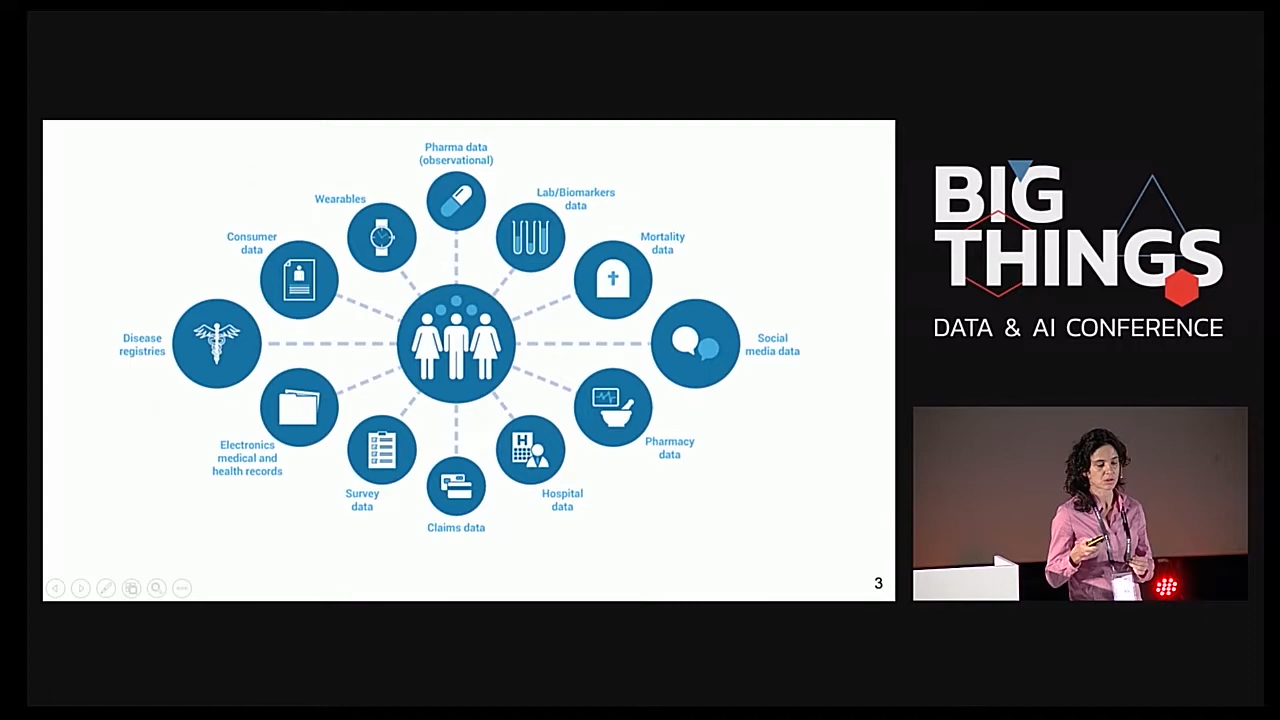 Pharma data
(observational)
Wearables
Lab/Biomarkers
data
Consumer
data
Mortality
data
Disease
registries
Social
media data
Electronics
medical and
health records
Pharmacy
data
Survey
data
Hospital
data
Claims data
H
3
BIG
THINGS
DATA & AI CONFERENCE